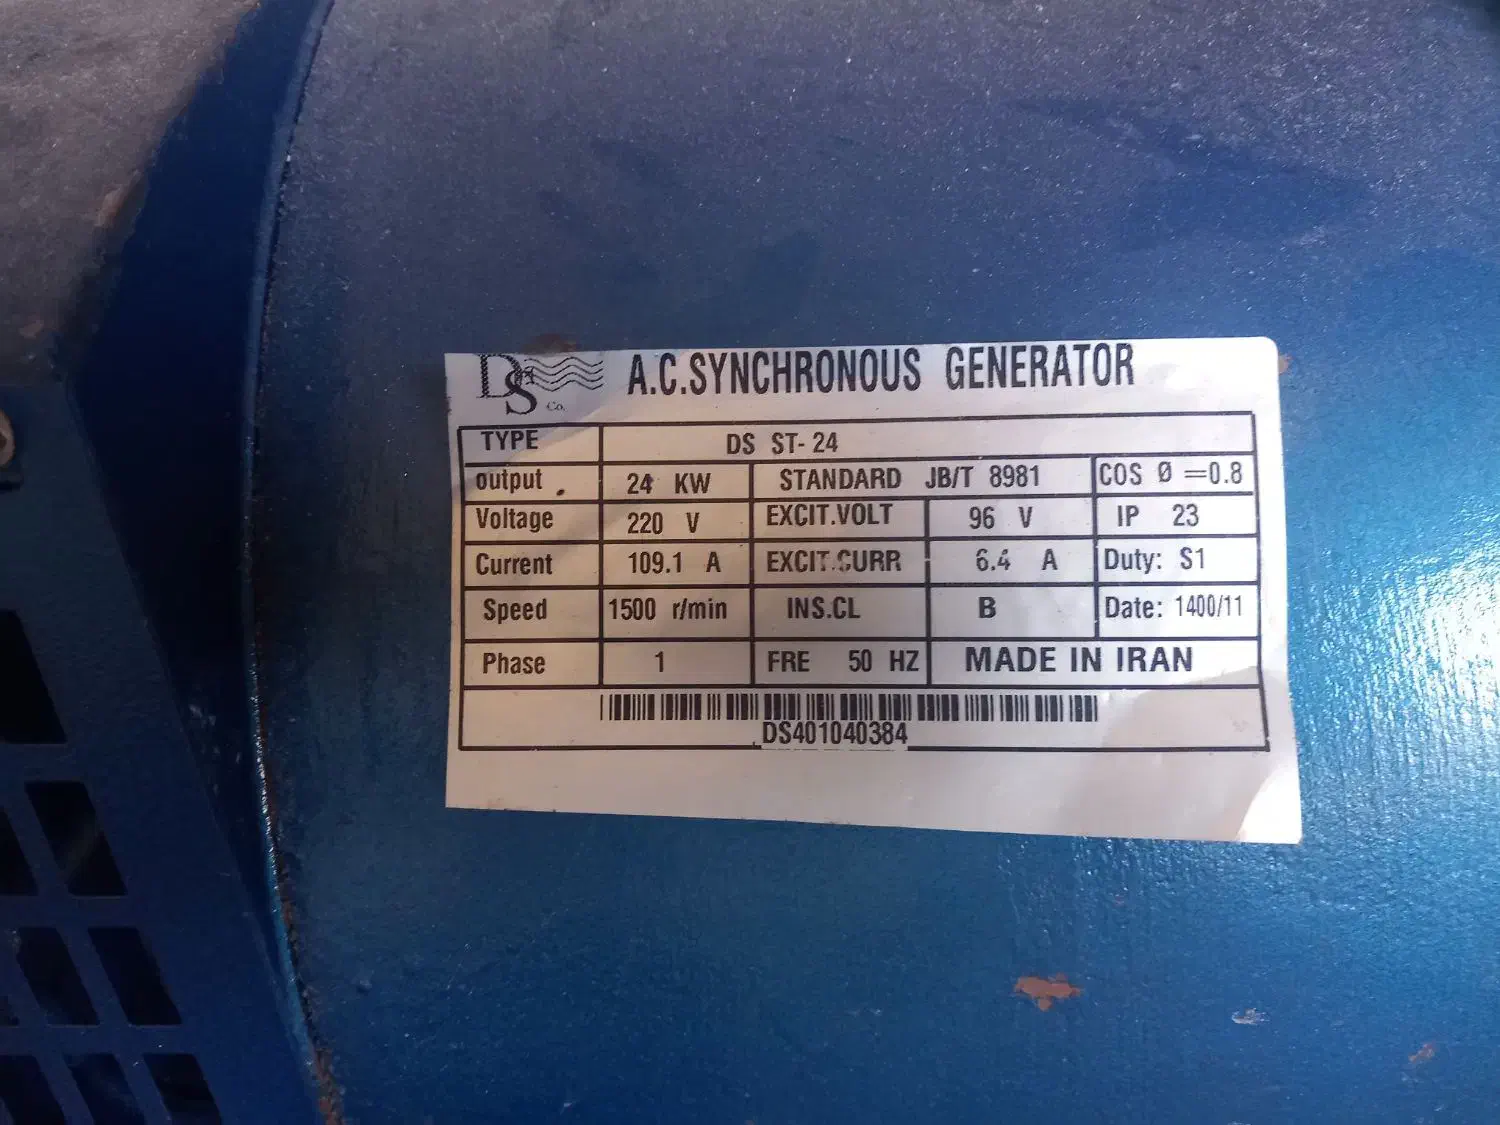 DS Co. A.C.SYNCHRONOUS GENERATOR
TYPE DS ST-24
output 24 KW STANDARD JB/T 8981 COS Ø =0.8
Voltage 220 V EXCIT.VOLT 96 V IP 23
Current 109.1 A EXCIT.CURR 6.4 A Duty: S1
Speed 1500 r/min INS.CL B Date: 1400/11
Phase 1 FRE 50 HZ MADE IN IRAN
DS401040384